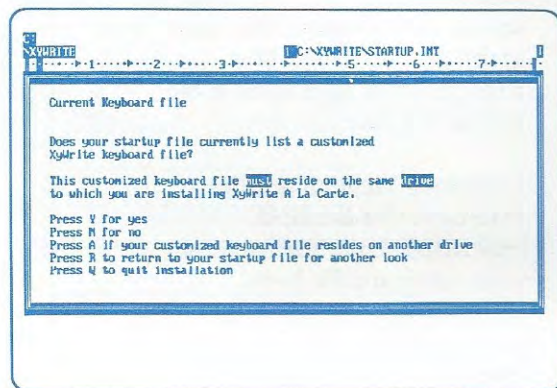 C:
\XYWRITE 1 C:\XYWRITE\STARTUP.INT
1 2 3 5 6 7
Current Keyboard file
Does your startup file currently list a customized
XyWrite keyboard file?
This customized keyboard file must reside on the same drive
to which you are installing XyWrite A La Carte.
Press Y for yes
Press N for no
Press A if your customized keyboard file resides on another drive
Press R to return to your startup file for another look
Press Q to quit installation